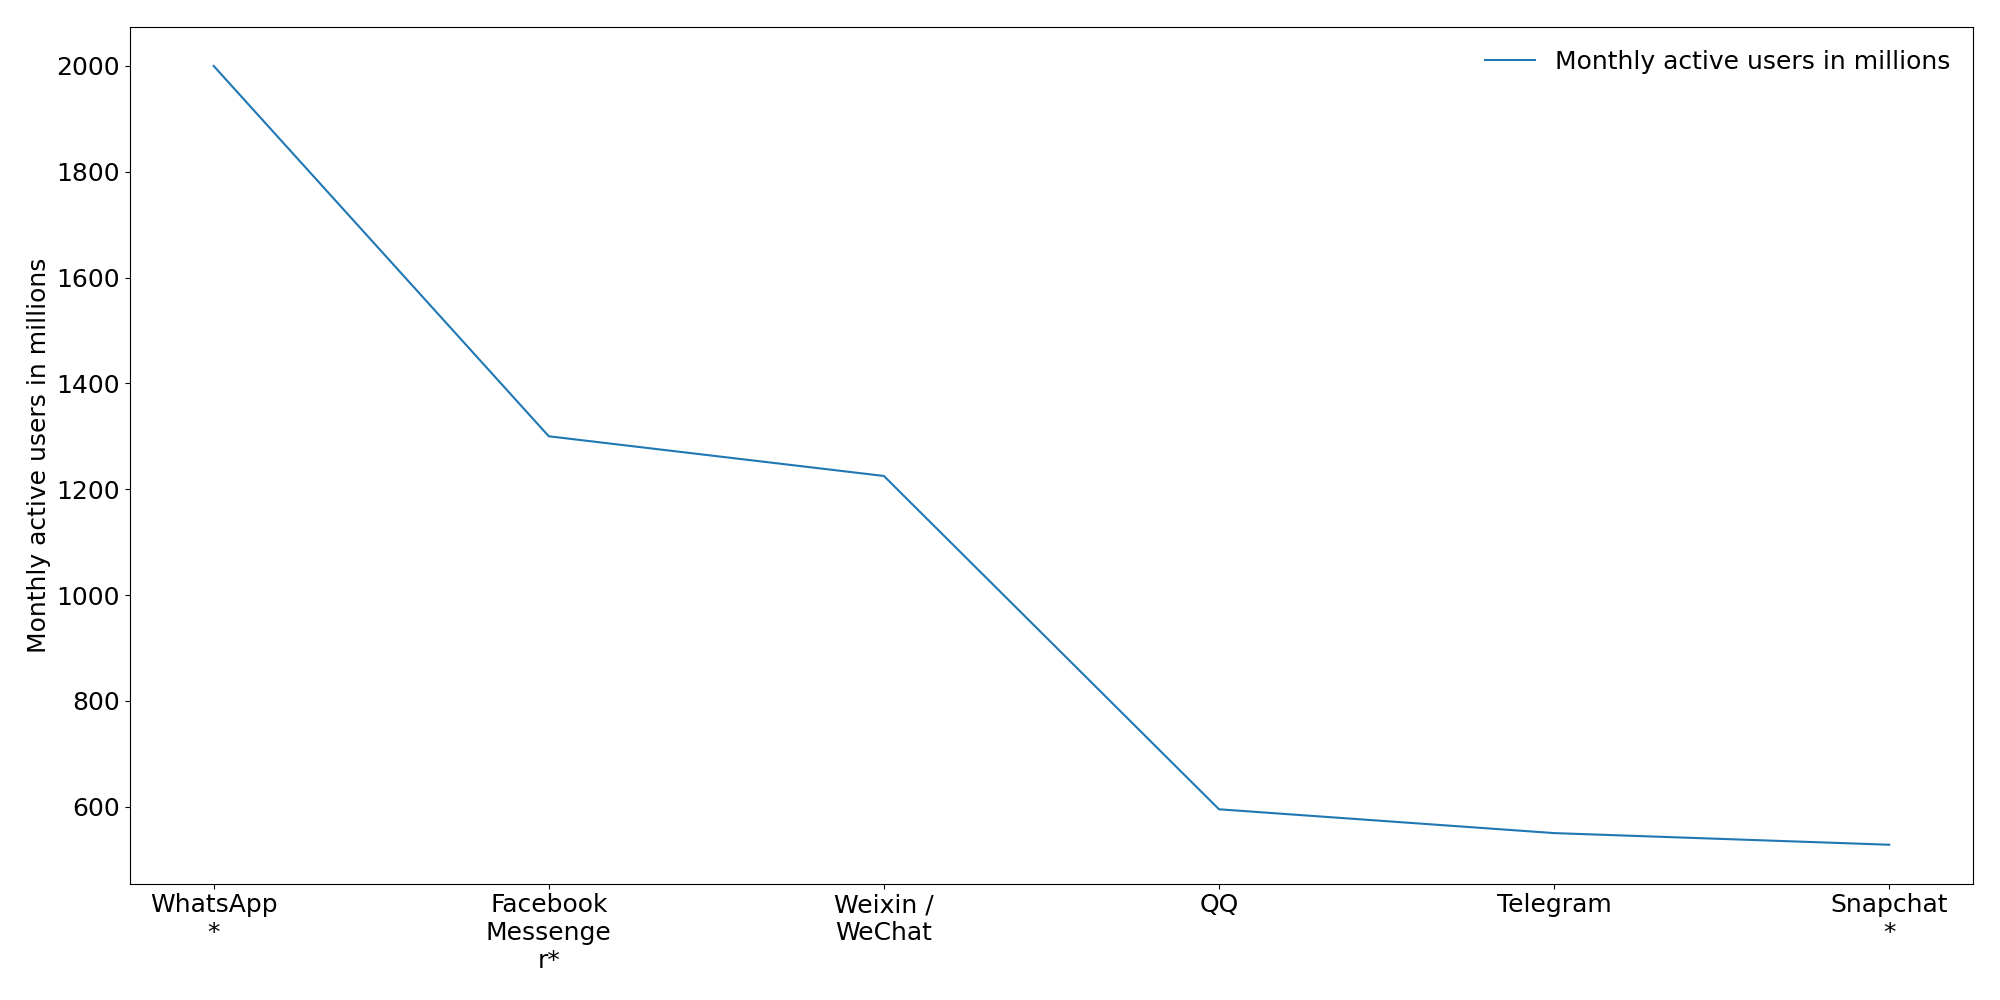 Monthly active users in millions
2000
1800
1600
1400
1200
1000
800
600
Monthly active users in millions
WhatsApp
*
Facebook
Messenge
r*
Weixin /
WeChat
QQ
Telegram
Snapchat
*